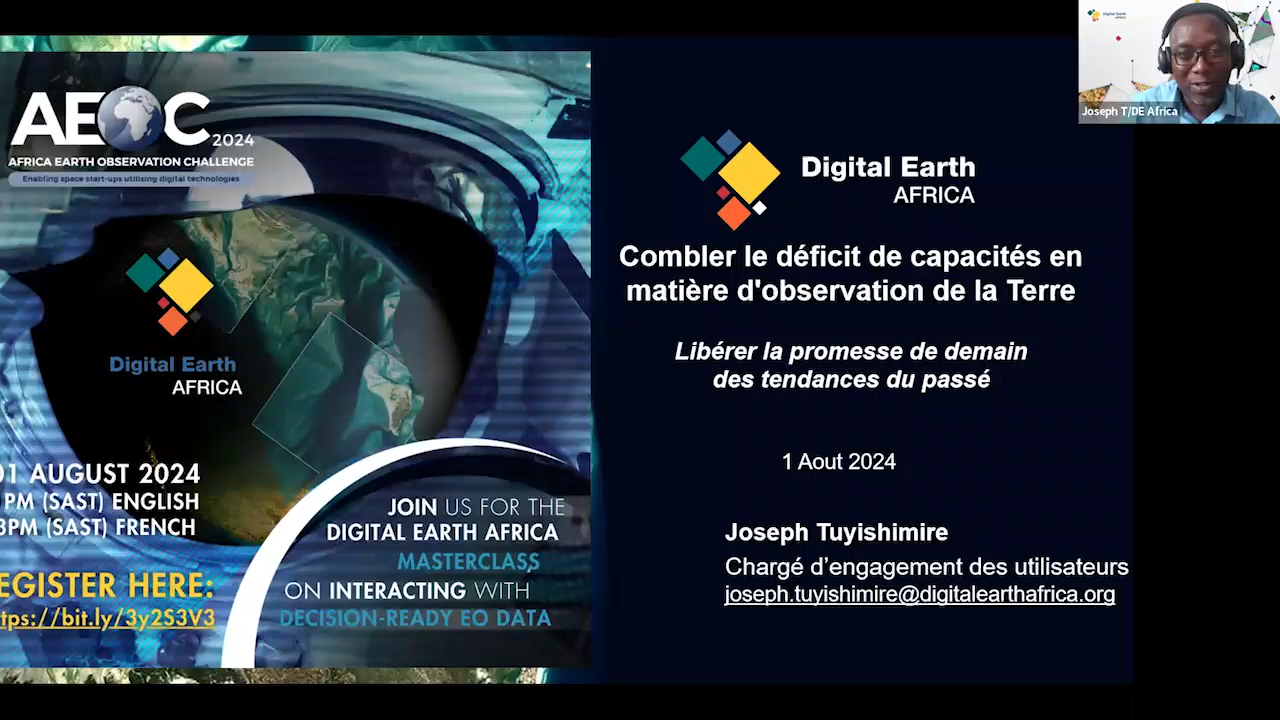 AEOC 2024
AFRICA EARTH OBSERVATION CHALLENGE
Enabling space start-ups utilising digital technologies
Digital Earth
AFRICA
01 AUGUST 2024
PM (SAST) ENGLISH
3PM (SAST) FRENCH
EGISTER HERE:
tps://bit.ly/3y2S3V3
JOIN US FOR THE
DIGITAL EARTH AFRICA
MASTERCLASS
ON INTERACTING WITH
DECISION-READY EO DATA
Digital Earth
AFRICA
Combler le déficit de capacités en
matière d'observation de la Terre
Libérer la promesse de demain
des tendances du passé
1 Aout 2024
Joseph Tuyishimire
Chargé d’engagement des utilisateurs
joseph.tuyishimire@digitalearthafrica.org
Digital Earth
AFRICA
Joseph T/DE Africa